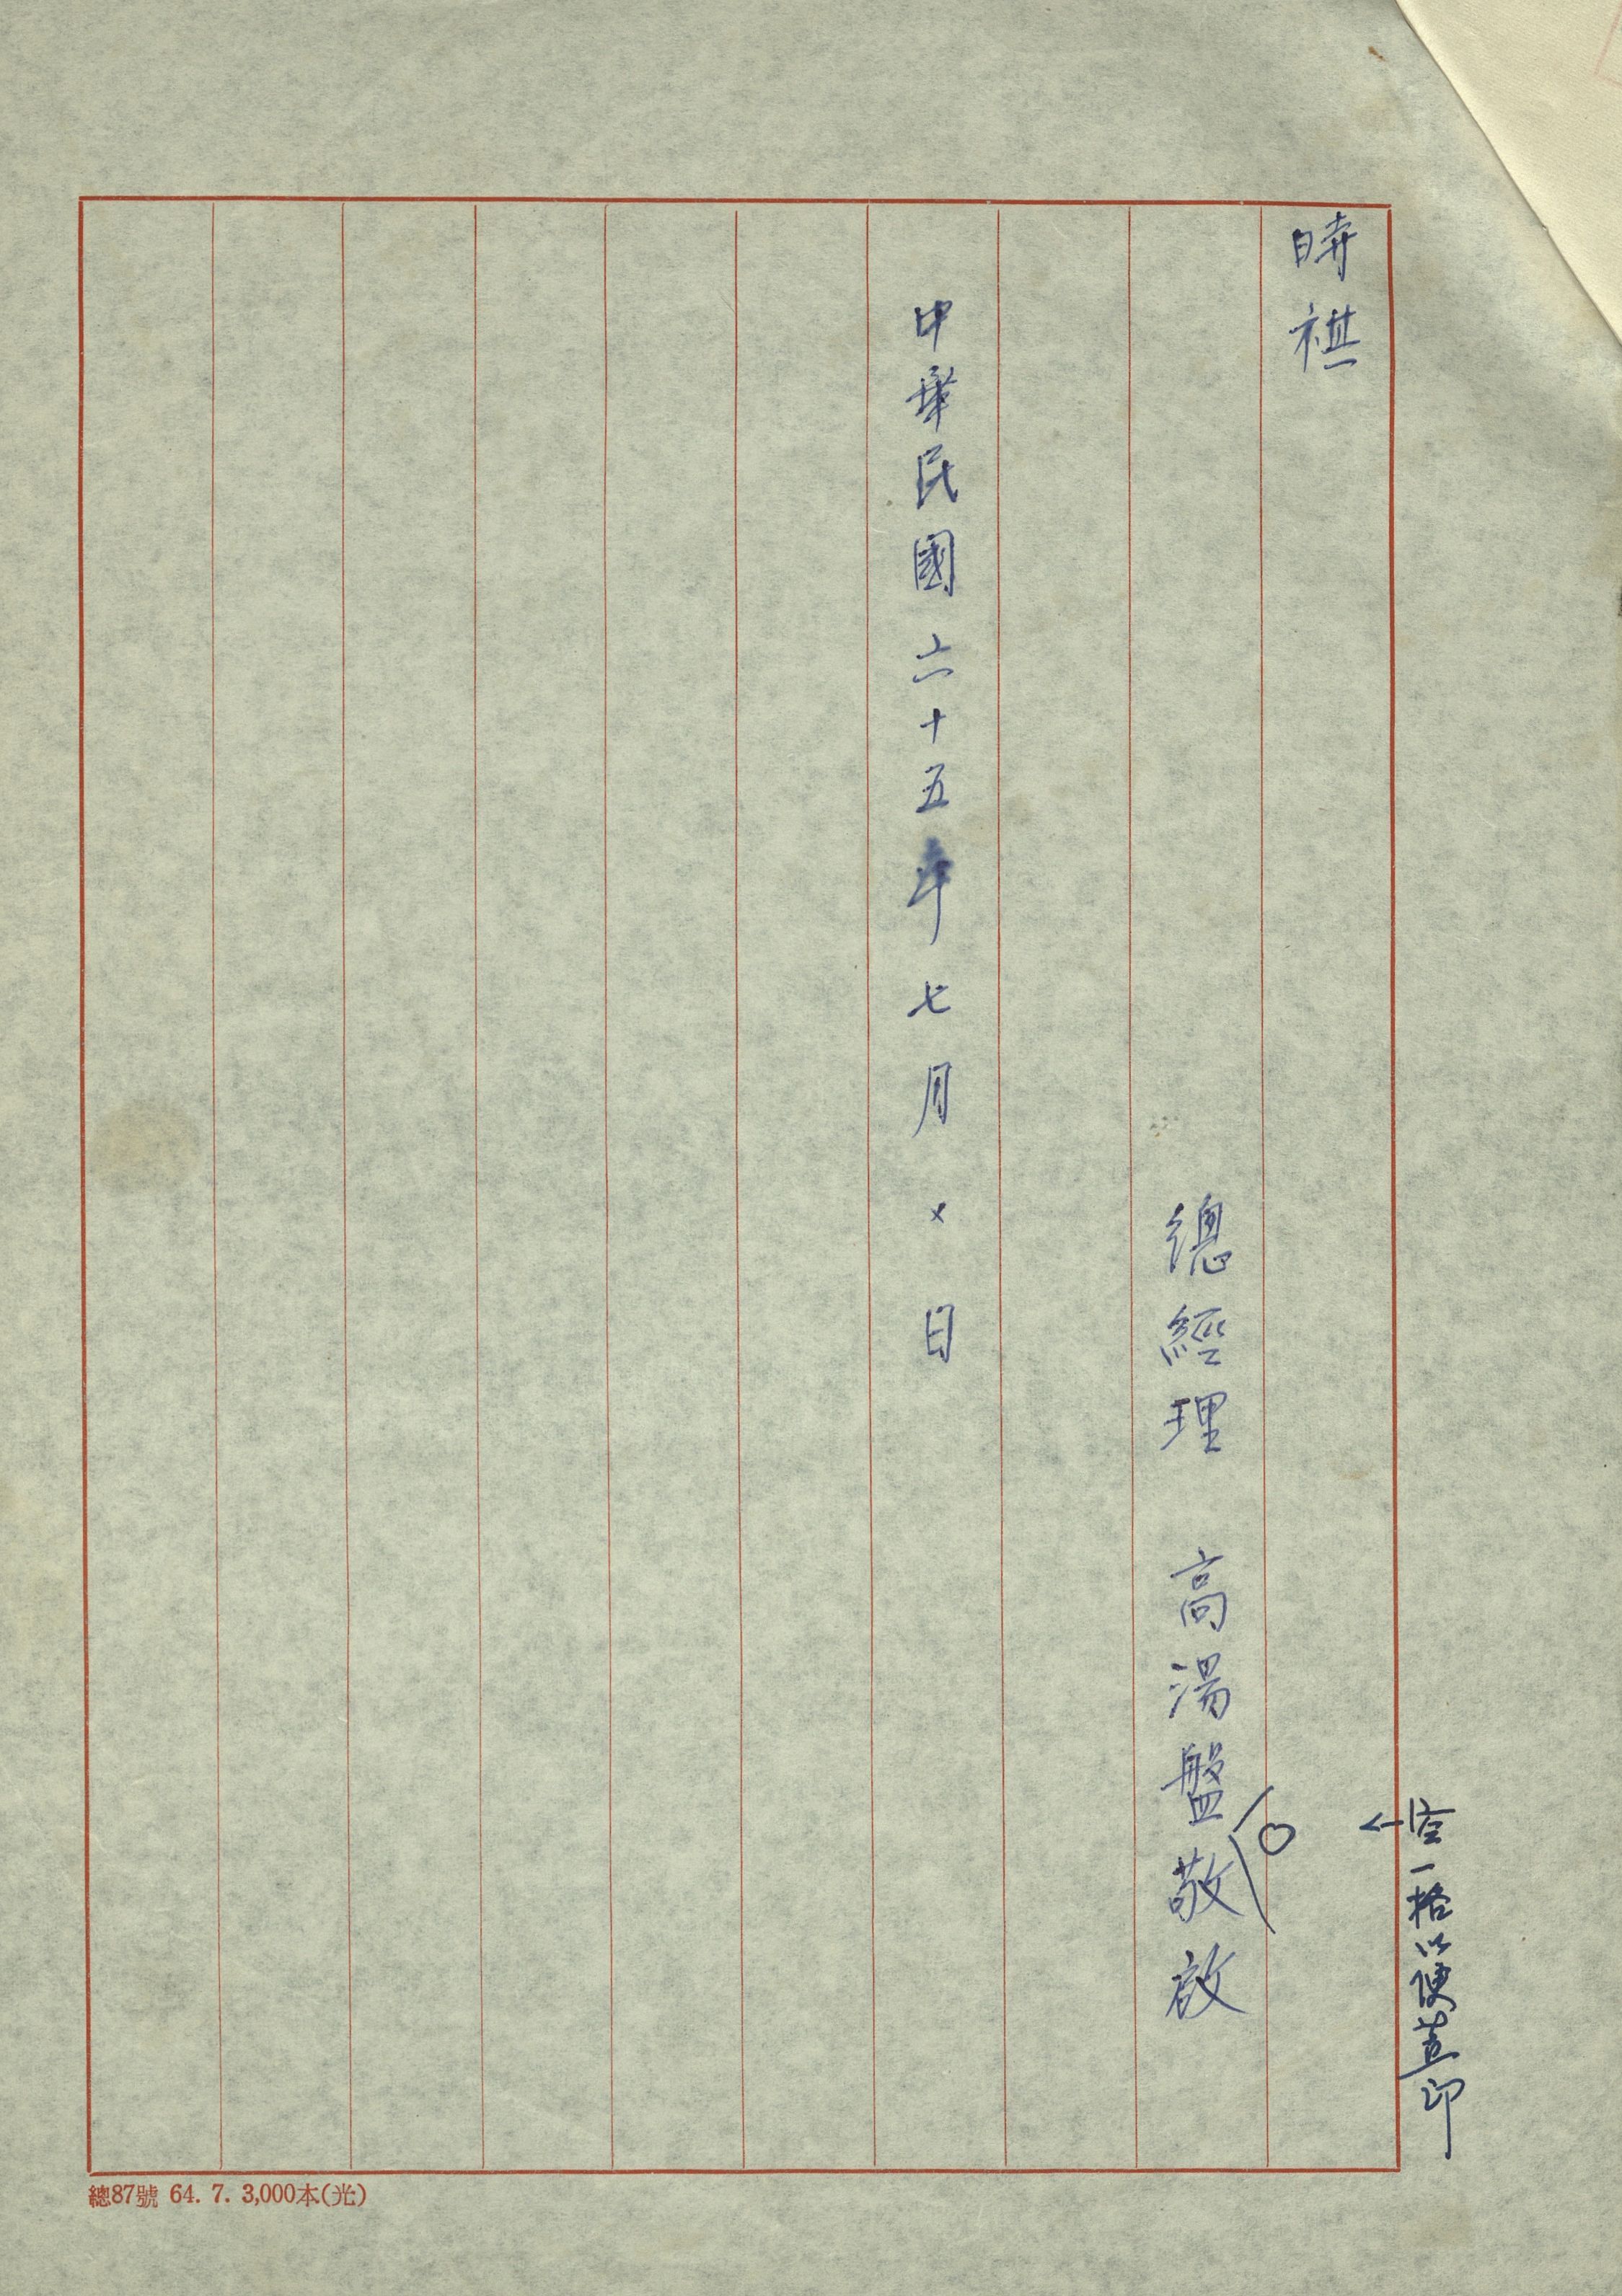 時祺
總經理 高湯盤敬啟
空一格以便蓋印
中華民國六十五年七月×日
總87號 64. 7. 3,000本(光)